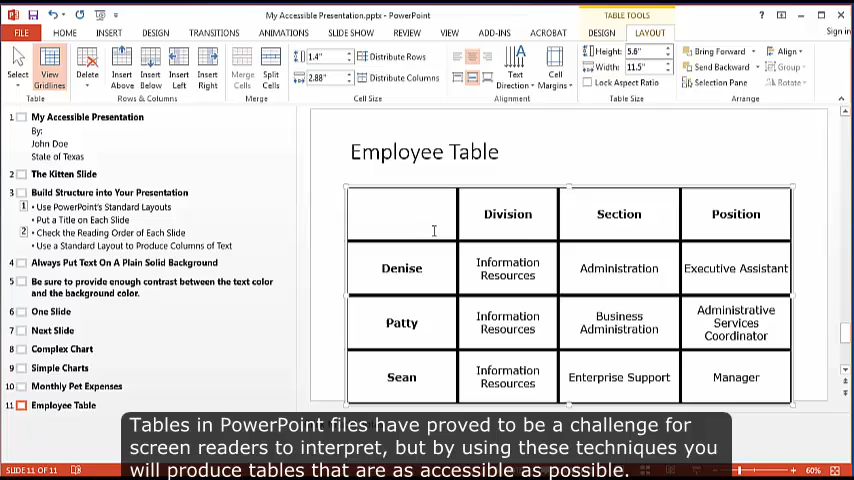 My Accessible Presentation.pptx - PowerPoint
TABLE TOOLS
Sign in
FILE HOME INSERT DESIGN TRANSITIONS ANIMATIONS SLIDE SHOW REVIEW VIEW ADD-INS ACROBAT DESIGN LAYOUT
Select
View Gridlines
Delete
Insert Above
Insert Below
Insert Left
Insert Right
Merge Cells
Split Cells
1.4"
Distribute Rows
2.88"
Distribute Columns
Text Direction
Cell Margins
Height: 5.6"
Width: 11.5"
Lock Aspect Ratio
Bring Forward
Send Backward
Selection Pane
Align
Group
Rotate
Table
Rows & Columns
Merge
Cell Size
Alignment
Table Size
Arrange
1 My Accessible Presentation
By:
John Doe
State of Texas
2 The Kitten Slide
3 Build Structure into Your Presentation
1 • Use PowerPoint's Standard Layouts
• Put a Title on Each Slide
2 • Check the Reading Order of Each Slide
• Use a Standard Layout to Produce Columns of Text
4 Always Put Text On A Plain Solid Background
5 Be sure to provide enough contrast between the text color
and the background color.
6 One Slide
7 Next Slide
8 Complex Chart
9 Simple Charts
10 Monthly Pet Expenses
11 Employee Table
Employee Table
Division Section Position
Denise Information Resources Administration Executive Assistant
Patty Information Resources Business Administration Administrative Services Coordinator
Sean Information Resources Enterprise Support Manager
Tables in PowerPoint files have proved to be a challenge for
screen readers to interpret, but by using these techniques you
will produce tables that are as accessible as possible.
SLIDE 11 OF 11
60%